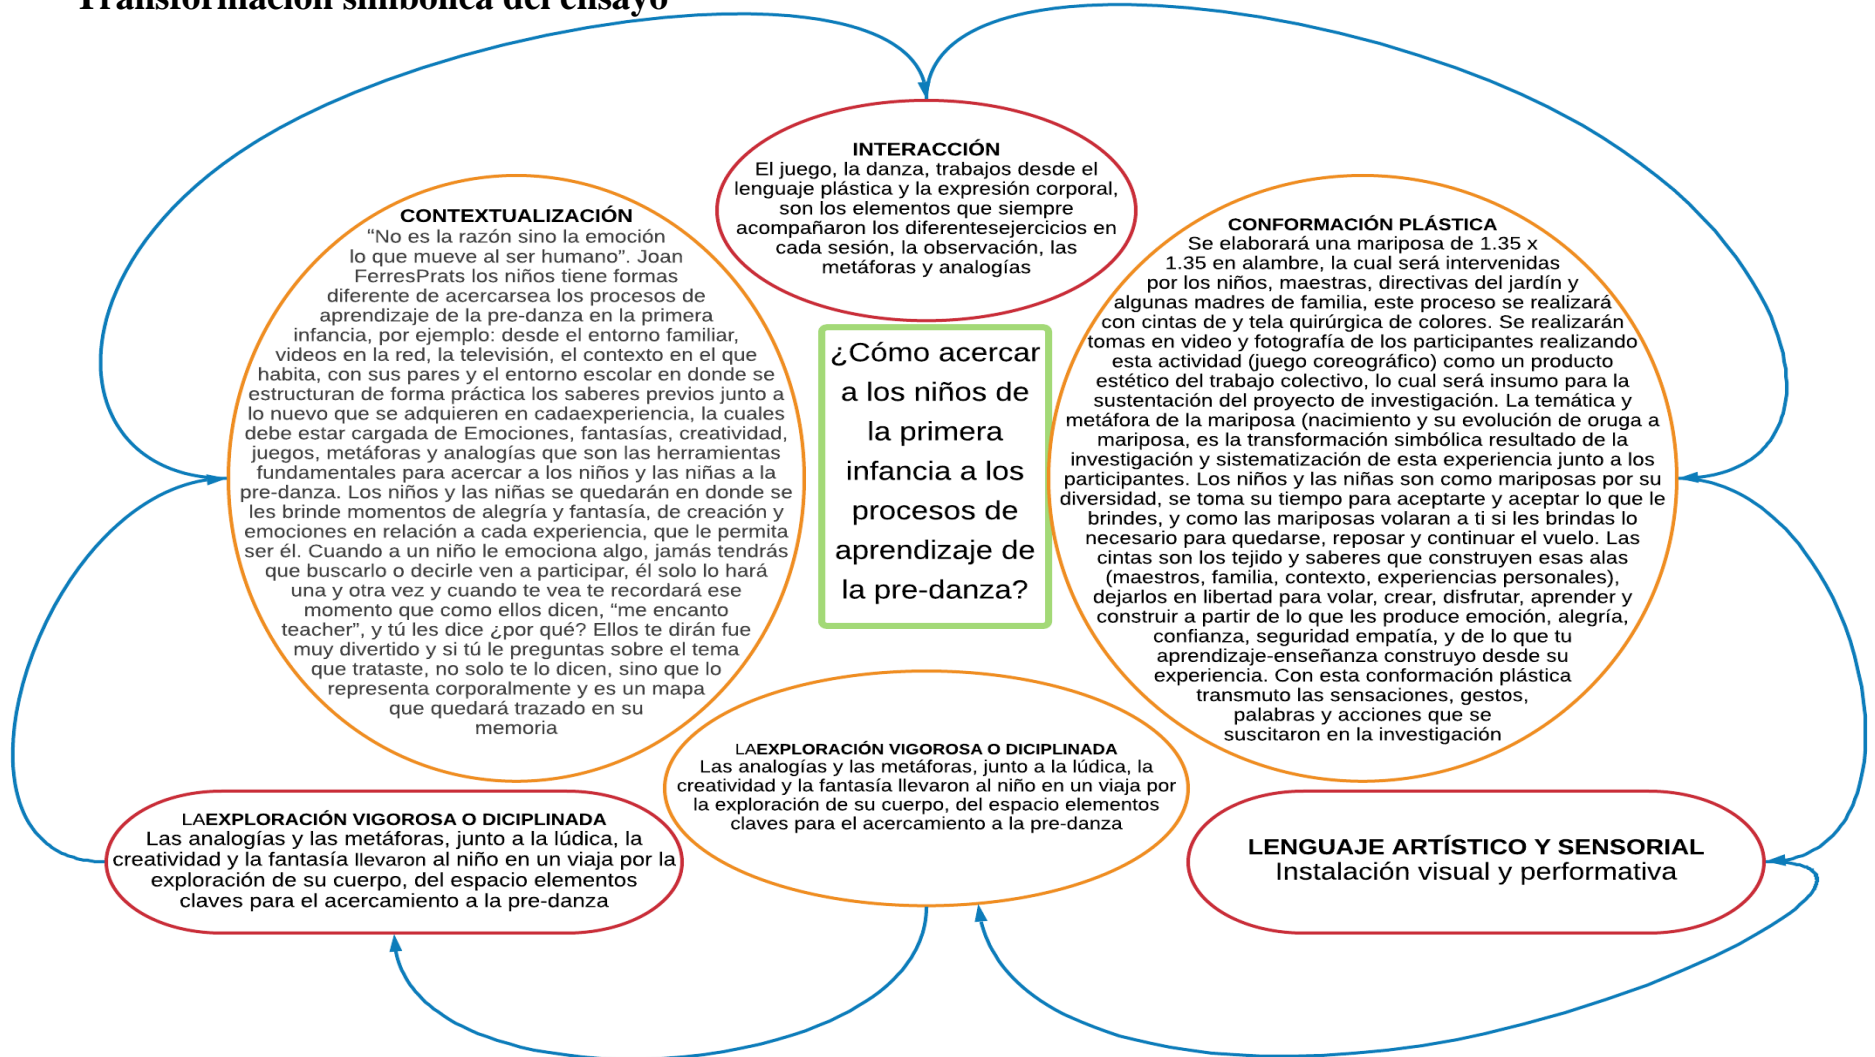 Transformación simbólica del ensayo
INTERACCIÓN
El juego, la danza, trabajos desde el
lenguaje plástica y la expresión corporal,
son los elementos que siempre
acompañaron los diferentesejercicios en
cada sesión, la observación, las
metáforas y analogías
CONTEXTUALIZACIÓN
“No es la razón sino la emoción
lo que mueve al ser humano”. Joan
FerresPrats los niños tiene formas
diferente de acercarsea los procesos de
aprendizaje de la pre-danza en la primera
infancia, por ejemplo: desde el entorno familiar,
videos en la red, la televisión, el contexto en el que
habita, con sus pares y el entorno escolar en donde se
estructuran de forma práctica los saberes previos junto a
lo nuevo que se adquieren en cadaexperiencia, la cuales
debe estar cargada de Emociones, fantasías, creatividad,
juegos, metáforas y analogías que son las herramientas
fundamentales para acercar a los niños y las niñas a la
pre-danza. Los niños y las niñas se quedarán en donde se
les brinde momentos de alegría y fantasía, de creación y
emociones en relación a cada experiencia, que le permita
ser él. Cuando a un niño le emociona algo, jamás tendrás
que buscarlo o decirle ven a participar, él solo lo hará
una y otra vez y cuando te vea te recordará ese
momento que como ellos dicen, “me encanto
teacher”, y tú les dice ¿por qué? Ellos te dirán fue
muy divertido y si tú le preguntas sobre el tema
que trataste, no solo te lo dicen, sino que lo
representa corporalmente y es un mapa
que quedará trazado en su
memoria
¿Cómo acercar
a los niños de
la primera
infancia a los
procesos de
aprendizaje de
la pre-danza?
CONFORMACIÓN PLÁSTICA
Se elaborará una mariposa de 1.35 x
1.35 en alambre, la cual será intervenidas
por los niños, maestras, directivas del jardín y
algunas madres de familia, este proceso se realizará
con cintas de y tela quirúrgica de colores. Se realizarán
tomas en video y fotografía de los participantes realizando
esta actividad (juego coreográfico) como un producto
estético del trabajo colectivo, lo cual será insumo para la
sustentación del proyecto de investigación. La temática y
metáfora de la mariposa (nacimiento y su evolución de oruga a
mariposa, es la transformación simbólica resultado de la
investigación y sistematización de esta experiencia junto a los
participantes. Los niños y las niñas son como mariposas por su
diversidad, se toma su tiempo para aceptarte y aceptar lo que le
brindes, y como las mariposas volaran a ti si les brindas lo
necesario para quedarse, reposar y continuar el vuelo. Las
cintas son los tejido y saberes que construyen esas alas
(maestros, familia, contexto, experiencias personales),
dejarlos en libertad para volar, crear, disfrutar, aprender y
construir a partir de lo que les produce emoción, alegría,
confianza, seguridad empatía, y de lo que tu
aprendizaje-enseñanza construyo desde su
experiencia. Con esta conformación plástica
transmuto las sensaciones, gestos,
palabras y acciones que se
suscitaron en la investigación
LAEXPLORACIÓN VIGOROSA O DICIPLINADA
Las analogías y las metáforas, junto a la lúdica, la
creatividad y la fantasía llevaron al niño en un viaja por
la exploración de su cuerpo, del espacio elementos
claves para el acercamiento a la pre-danza
LAEXPLORACIÓN VIGOROSA O DICIPLINADA
Las analogías y las metáforas, junto a la lúdica, la
creatividad y la fantasía llevaron al niño en un viaja por la
exploración de su cuerpo, del espacio elementos
claves para el acercamiento a la pre-danza
LENGUAJE ARTÍSTICO Y SENSORIAL
Instalación visual y performativa